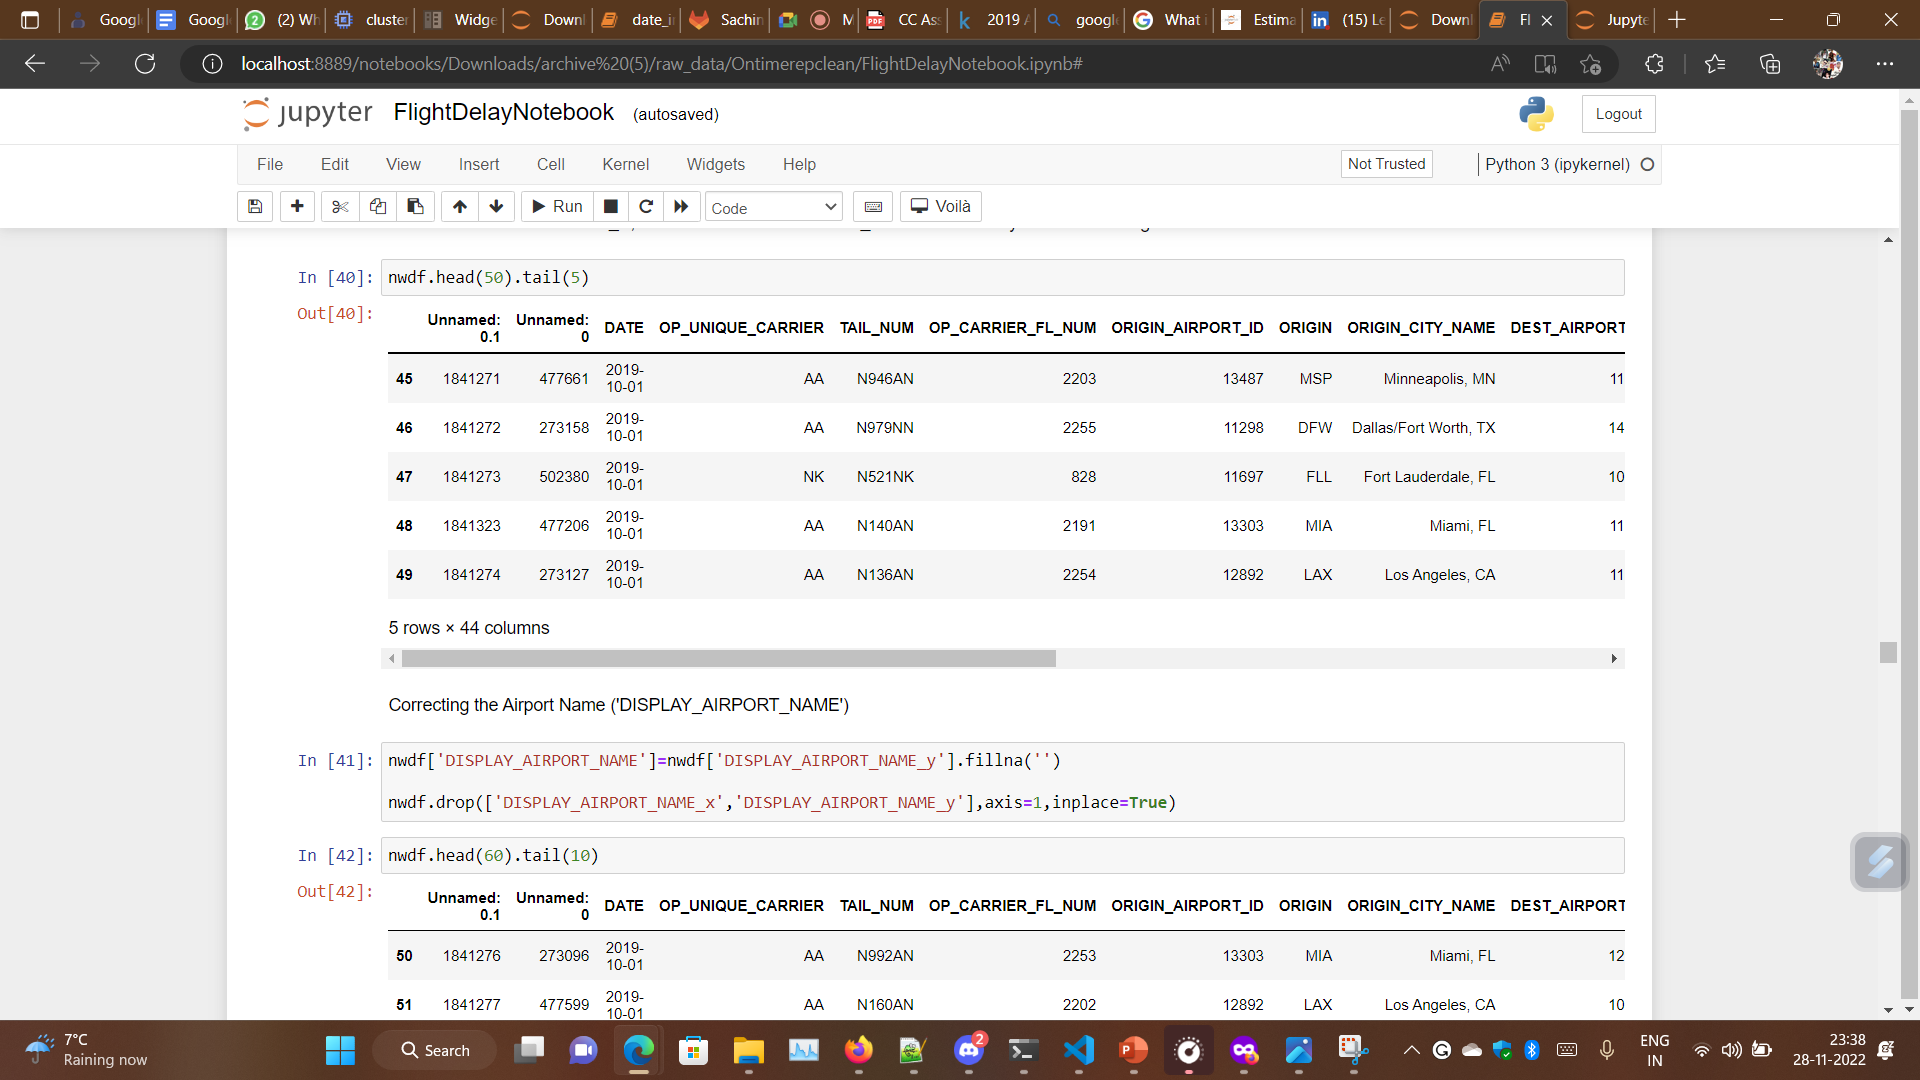 Googl
Googl
(2) Wh
cluster
Widge
Downl
date_i
Sachin
M
CC As
2019
googl
What i
Estima
(15) Le
Downl
Fl
Jupyte
localhost:8889/notebooks/Downloads/archive%20(5)/raw_data/Ontimerepclean/FlightDelayNotebook.ipynb#
jupyter FlightDelayNotebook (autosaved)
Logout
File Edit View Insert Cell Kernel Widgets Help
Not Trusted
Python 3 (ipykernel)
Run
Code
Voilà
In [40]: nwdf.head(50).tail(5)
Out[40]:
Unnamed: 0.1 Unnamed: 0 DATE OP_UNIQUE_CARRIER TAIL_NUM OP_CARRIER_FL_NUM ORIGIN_AIRPORT_ID ORIGIN ORIGIN_CITY_NAME DEST_AIRPORT
45 1841271 477661 2019-10-01 AA N946AN 2203 13487 MSP Minneapolis, MN 11
46 1841272 273158 2019-10-01 AA N979NN 2255 11298 DFW Dallas/Fort Worth, TX 14
47 1841273 502380 2019-10-01 NK N521NK 828 11697 FLL Fort Lauderdale, FL 10
48 1841323 477206 2019-10-01 AA N140AN 2191 13303 MIA Miami, FL 11
49 1841274 273127 2019-10-01 AA N136AN 2254 12892 LAX Los Angeles, CA 11
5 rows × 44 columns
Correcting the Airport Name ('DISPLAY_AIRPORT_NAME')
In [41]: nwdf['DISPLAY_AIRPORT_NAME']=nwdf['DISPLAY_AIRPORT_NAME_y'].fillna('')
nwdf.drop(['DISPLAY_AIRPORT_NAME_x','DISPLAY_AIRPORT_NAME_y'],axis=1,inplace=True)
In [42]: nwdf.head(60).tail(10)
Out[42]:
Unnamed: 0.1 Unnamed: 0 DATE OP_UNIQUE_CARRIER TAIL_NUM OP_CARRIER_FL_NUM ORIGIN_AIRPORT_ID ORIGIN ORIGIN_CITY_NAME DEST_AIRPORT
50 1841276 273096 2019-10-01 AA N992AN 2253 13303 MIA Miami, FL 12
51 1841277 477599 2019-10-01 AA N160AN 2202 12892 LAX Los Angeles, CA 10
7°C
Raining now
Search
2
ENG
IN
23:38
28-11-2022